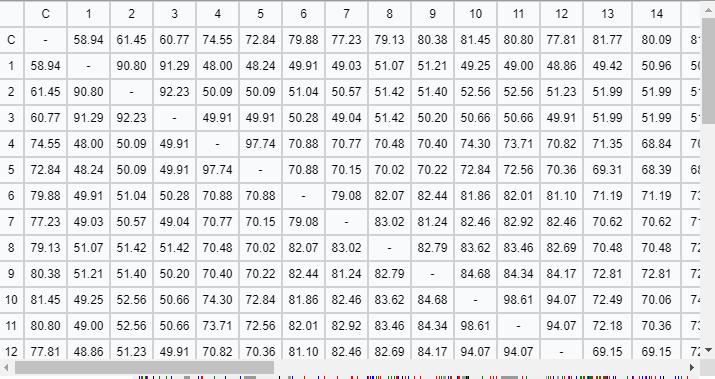 C 1 2 3 4 5 6 7 8 9 10 11 12 13 14
C - 58.94 61.45 60.77 74.55 72.84 79.88 77.23 79.13 80.38 81.45 80.80 77.81 81.77 80.09
1 58.94 - 90.80 91.29 48.00 48.24 49.91 49.03 51.07 51.21 49.25 49.00 48.86 49.42 50.96
2 61.45 90.80 - 92.23 50.09 50.09 51.04 50.57 51.42 51.40 52.56 52.56 51.23 51.99 51.99
3 60.77 91.29 92.23 - 49.91 49.91 50.28 49.04 51.42 50.20 50.66 50.66 49.91 51.99 51.99
4 74.55 48.00 50.09 49.91 - 97.74 70.88 70.77 70.48 70.40 74.30 73.71 70.82 71.35 68.84
5 72.84 48.24 50.09 49.91 97.74 - 70.88 70.15 70.02 70.22 72.84 72.56 70.36 69.31 68.39
6 79.88 49.91 51.04 50.28 70.88 70.88 - 79.08 82.07 82.44 81.86 82.01 81.10 71.19 71.19
7 77.23 49.03 50.57 49.04 70.77 70.15 79.08 - 83.02 81.24 82.46 82.92 82.46 70.62 70.62
8 79.13 51.07 51.42 51.42 70.48 70.02 82.07 83.02 - 82.79 83.62 83.46 82.69 70.48 70.48
9 80.38 51.21 51.40 50.20 70.40 70.22 82.44 81.24 82.79 - 84.68 84.34 84.17 72.81 72.81
10 81.45 49.25 52.56 50.66 74.30 72.84 81.86 82.46 83.62 84.68 - 98.61 94.07 72.49 70.06
11 80.80 49.00 52.56 50.66 73.71 72.56 82.01 82.92 83.46 84.34 98.61 - 94.07 72.18 70.36
12 77.81 48.86 51.23 49.91 70.82 70.36 81.10 82.46 82.69 84.17 94.07 94.07 - 69.15 69.15